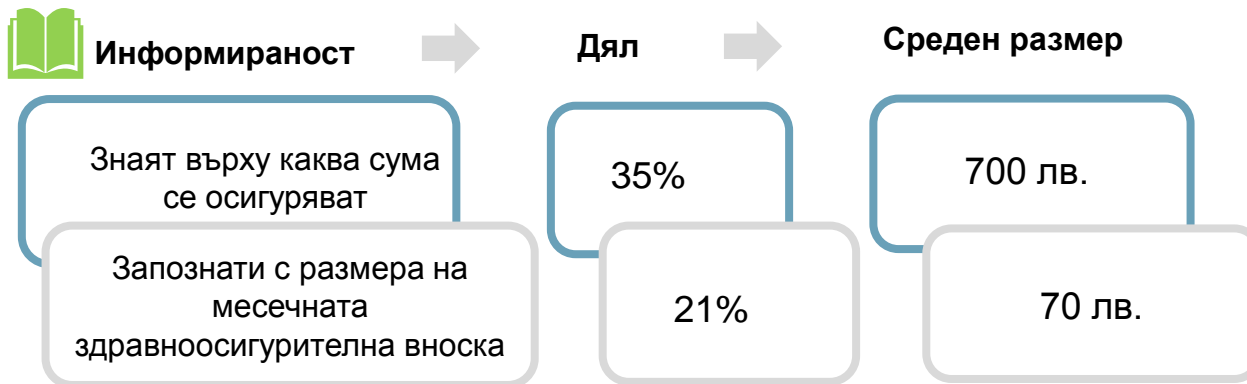 Информираност
Дял
Среден размер
Знаят върху каква сума
се осигуряват
35%
700 лв.
Запознати с размера на
месечната
здравноосигурителна вноска
21%
70 лв.